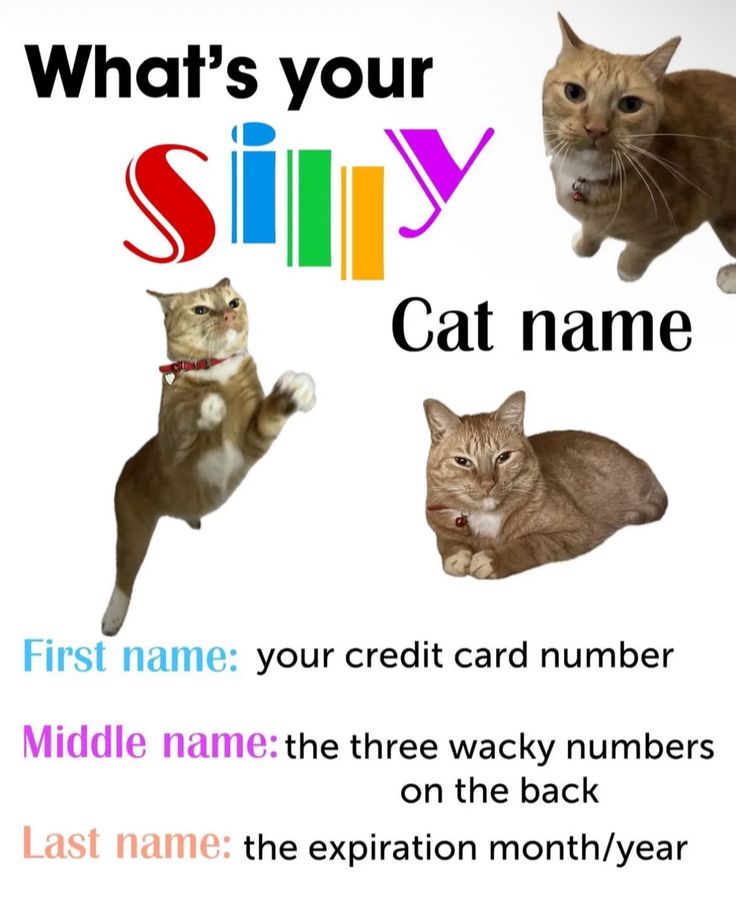 What's your
silly
Cat name
First name: your credit card number
Middle name: the three wacky numbers
on the back
Last name: the expiration month/year